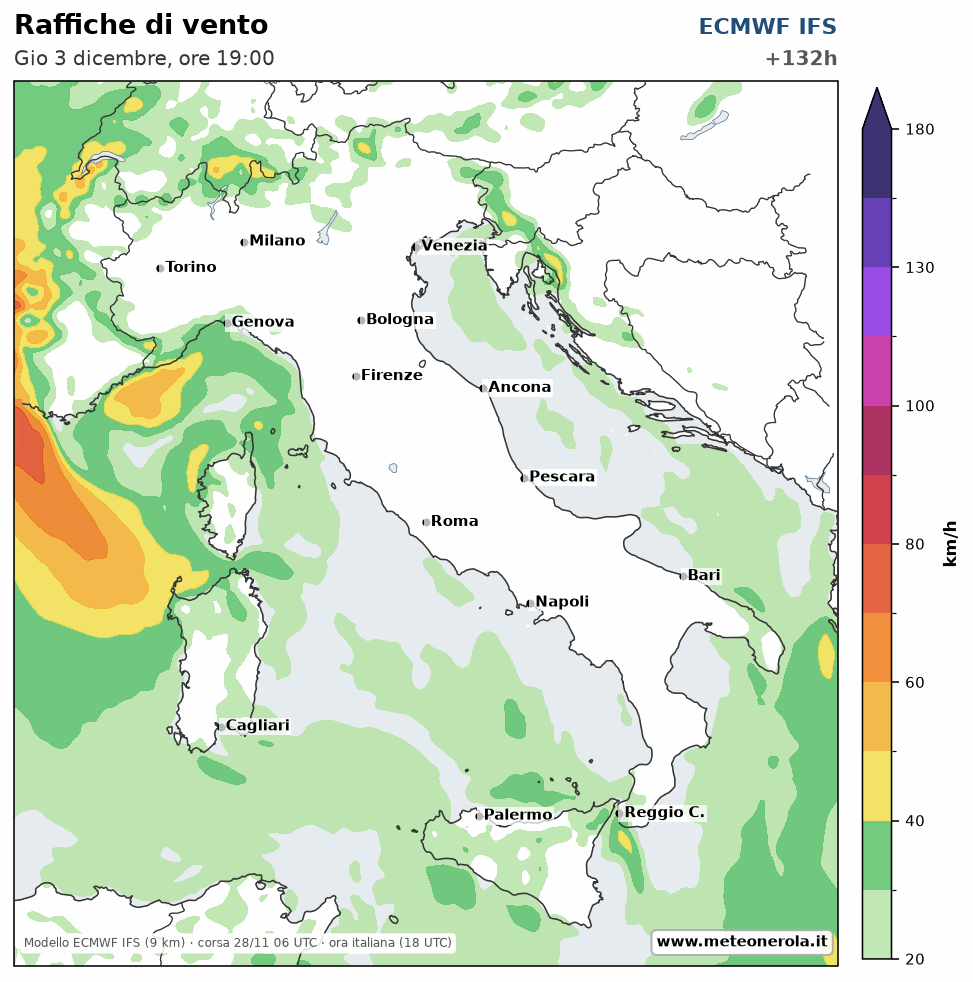 Raffiche di vento
ECMWF IFS
Gio 3 dicembre, ore 19:00
+132h
Milano
Venezia
Torino
Genova
Bologna
Firenze
Ancona
Pescara
Roma
Bari
Napoli
Cagliari
Palermo
Reggio C.
180
130
100
80
60
40
20
km/h
Modello ECMWF IFS (9 km) · corsa 28/11 06 UTC · ora italiana (18 UTC)
www.meteonerola.it